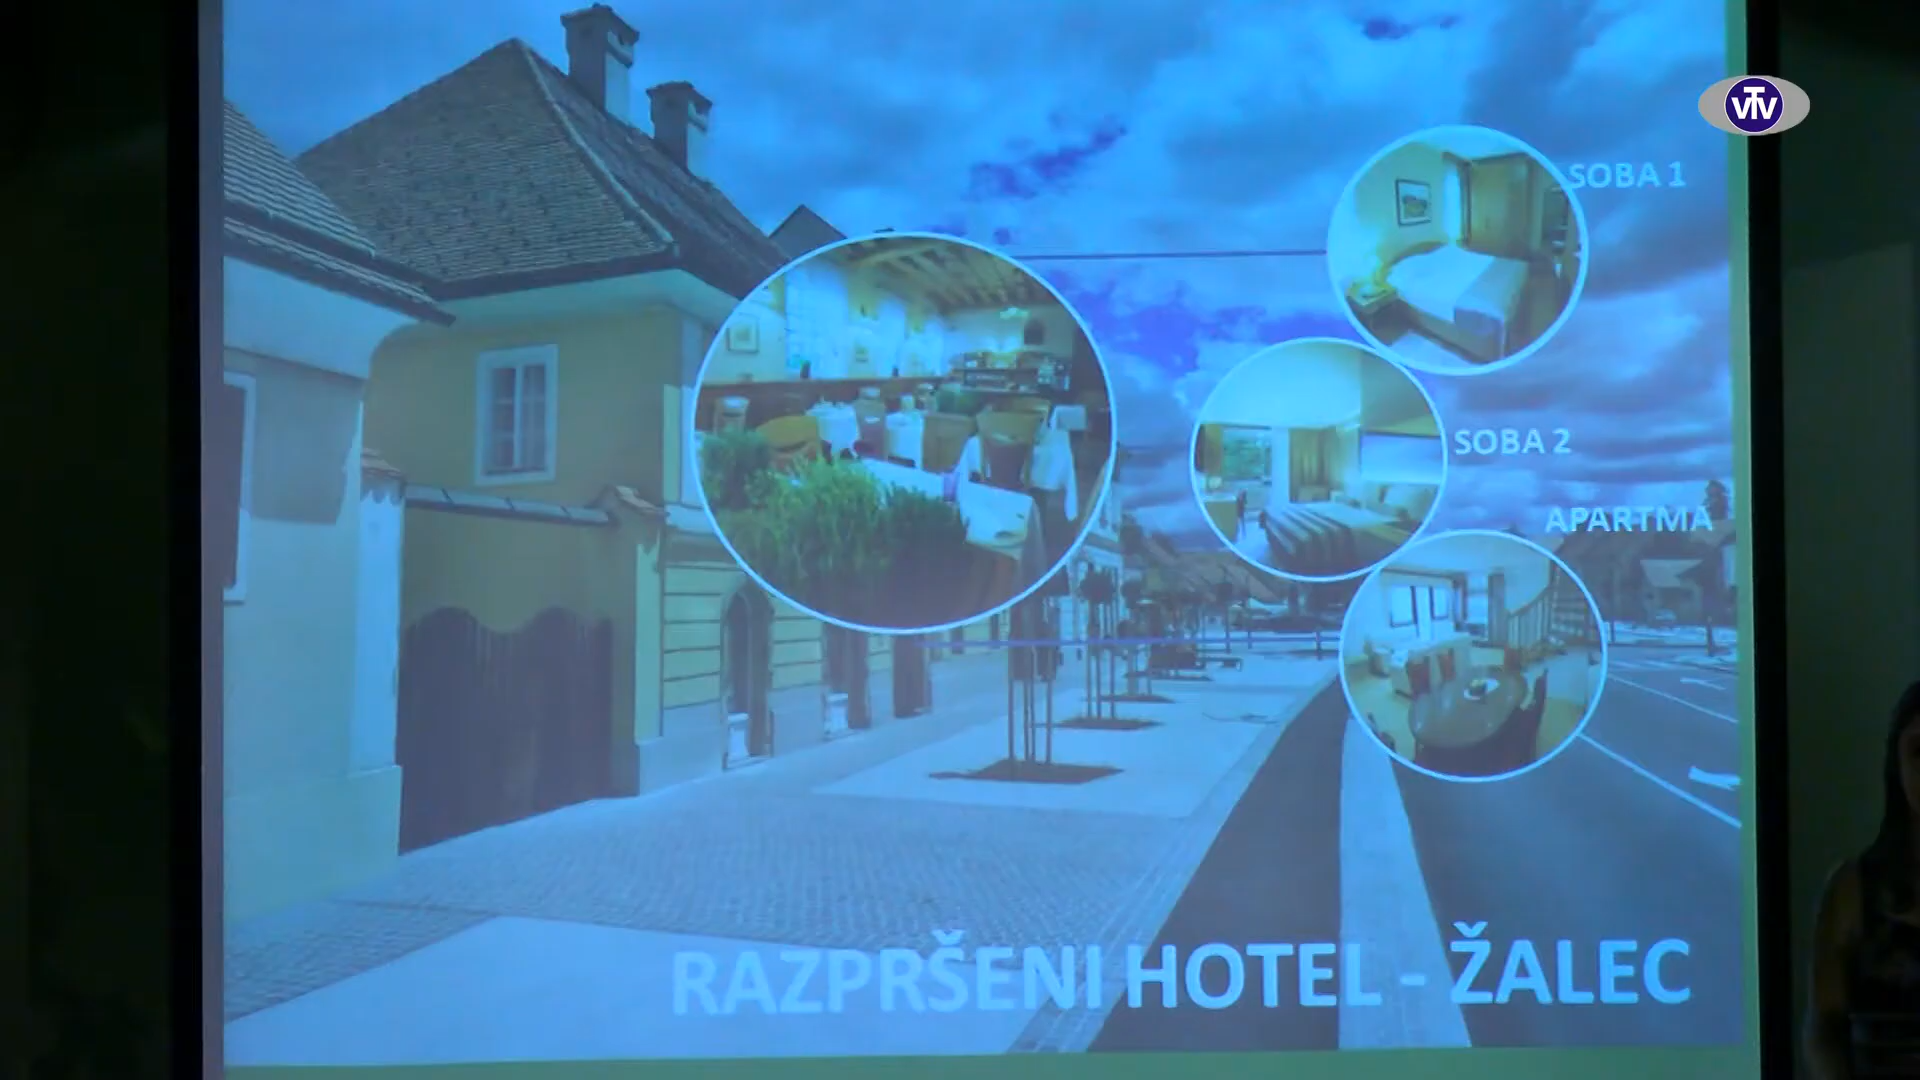 VTV
SOBA 1
SOBA 2
APARTMA
RAZPRŠENI HOTEL - ŽALEC